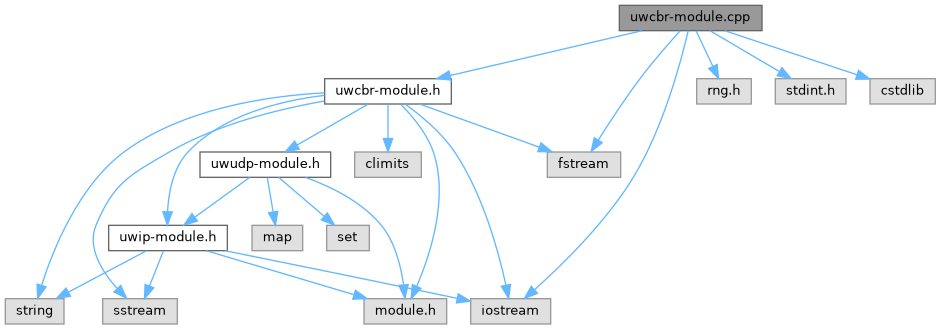 uwcbr-module.cpp
uwcbr-module.h
rng.h
stdint.h
cstdlib
uwudp-module.h
climits
fstream
uwip-module.h
map
set
string
sstream
module.h
iostream